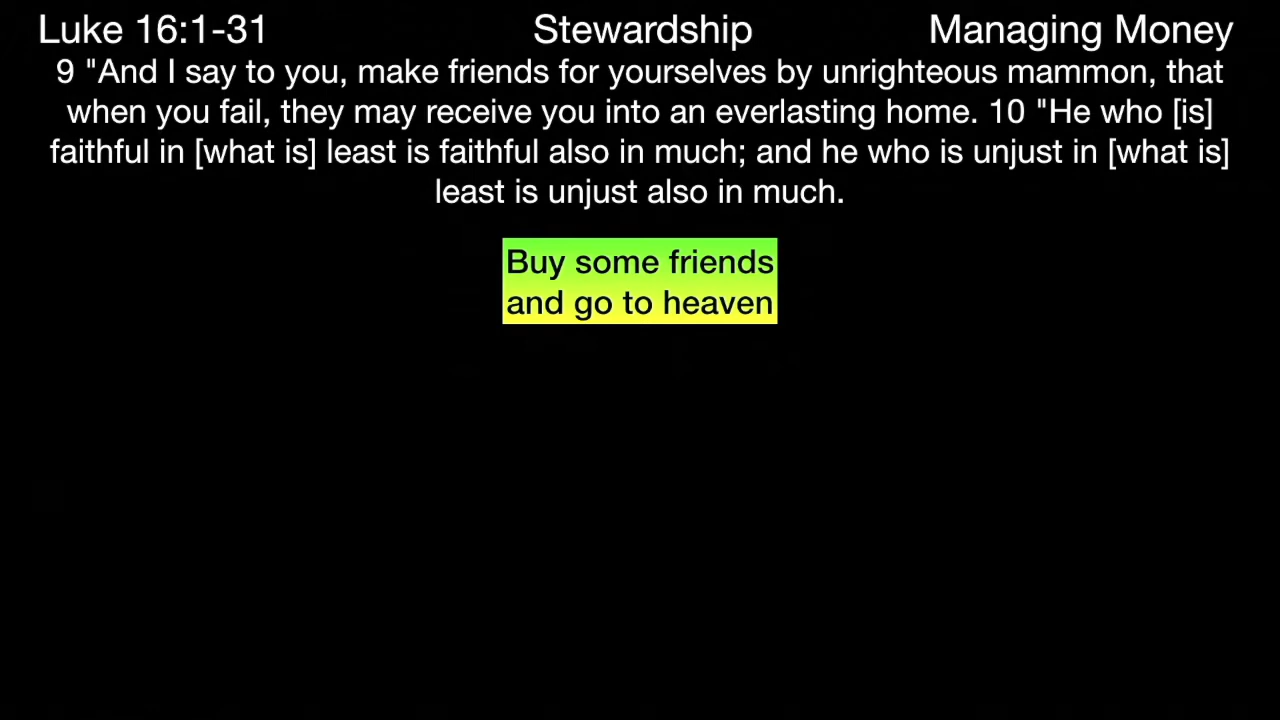 Luke 16:1-31 Stewardship Managing Money
9 "And I say to you, make friends for yourselves by unrighteous mammon, that
when you fail, they may receive you into an everlasting home. 10 "He who [is]
faithful in [what is] least is faithful also in much; and he who is unjust in [what is]
least is unjust also in much.
Buy some friends
and go to heaven